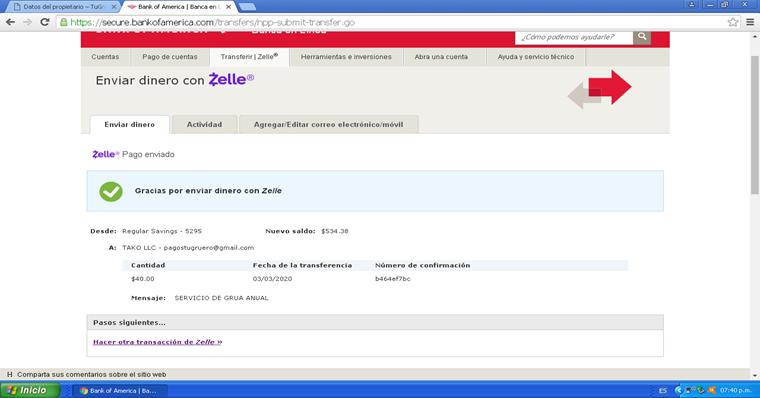 Datos del propietario – TuGr
Bank of America | Banca en L
https://secure.bankofamerica.com/transfers/npp-submit-transfer.go
¿Cómo podemos ayudarle?
Cuentas Pago de cuentas Transferir | Zelle® Herramientas e inversiones Abra una cuenta Ayuda y servicio técnico
Enviar dinero con Zelle®
Enviar dinero Actividad Agregar/Editar correo electrónico/móvil
Zelle® Pago enviado
Gracias por enviar dinero con Zelle
Desde: Regular Savings - 5295 Nuevo saldo: $534.38
A: TAKO LLC - pagostugruero@gmail.com
Cantidad Fecha de la transferencia Número de confirmación
$40.00 03/03/2020 b464ef7bc
Mensaje: SERVICIO DE GRUA ANUAL
Pasos siguientes...
Hacer otra transacción de Zelle »
H Comparta sus comentarios sobre el sitio web
Inicio Bank of America | Ba... ES 07:40 p.m.